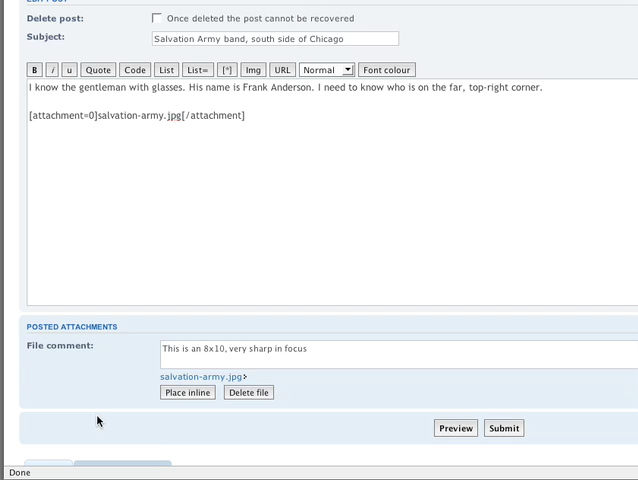 EDIT POST
Delete post: Once deleted the post cannot be recovered
Subject: Salvation Army band, south side of Chicago
B i u Quote Code List List= [*] Img URL Normal Font colour
I know the gentleman with glasses. His name is Frank Anderson. I need to know who is on the far, top-right corner.
[attachment=0]salvation-army.jpg[/attachment]
POSTED ATTACHMENTS
File comment: This is an 8x10, very sharp in focus
salvation-army.jpg
Place inline Delete file
Preview Submit
Done